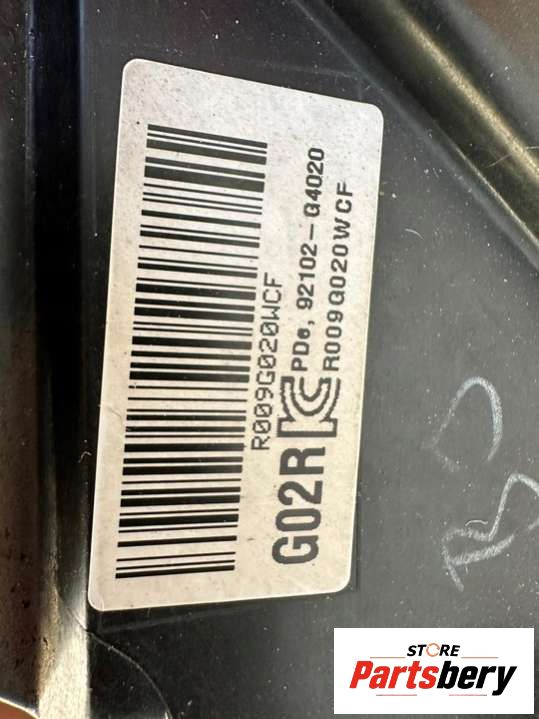 R009G020WCF
G02R
PDe, 92102-G4020
R009G020WCF
STORE
Partsbery